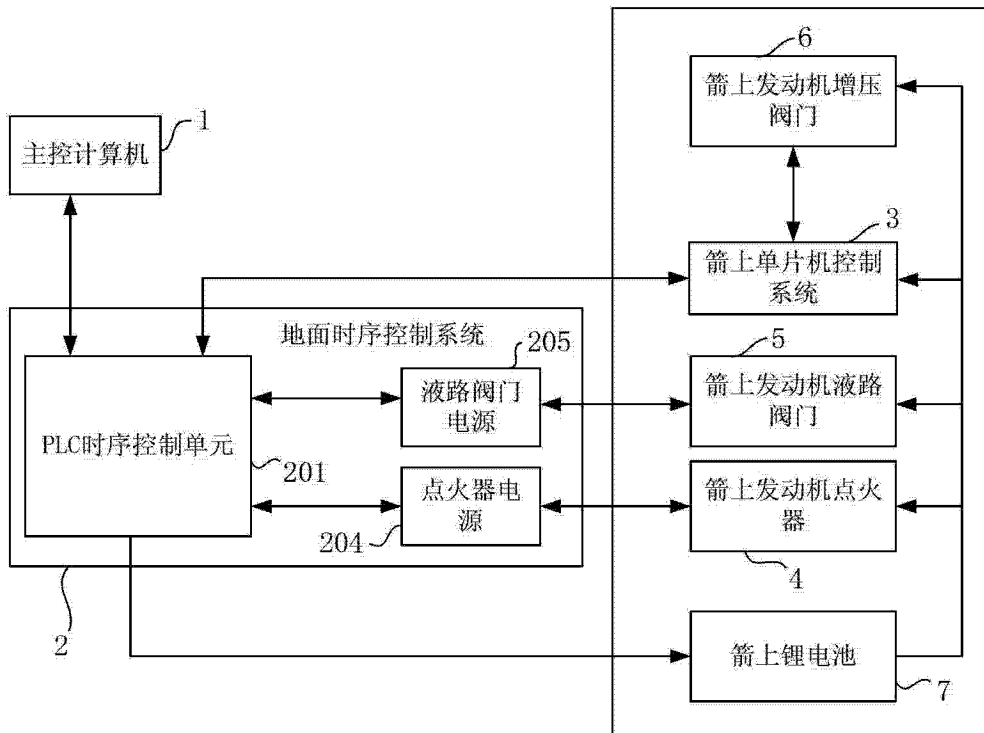 6
箭上发动机增压
阀门
1
主控计算机
3
箭上单片机控制
系统
地面时序控制系统
205
5
液路阀门
电源
箭上发动机液路
阀门
PLC时序控制单元
201
点火器电
源
204
箭上发动机点火
器
4
2
箭上锂电池
7